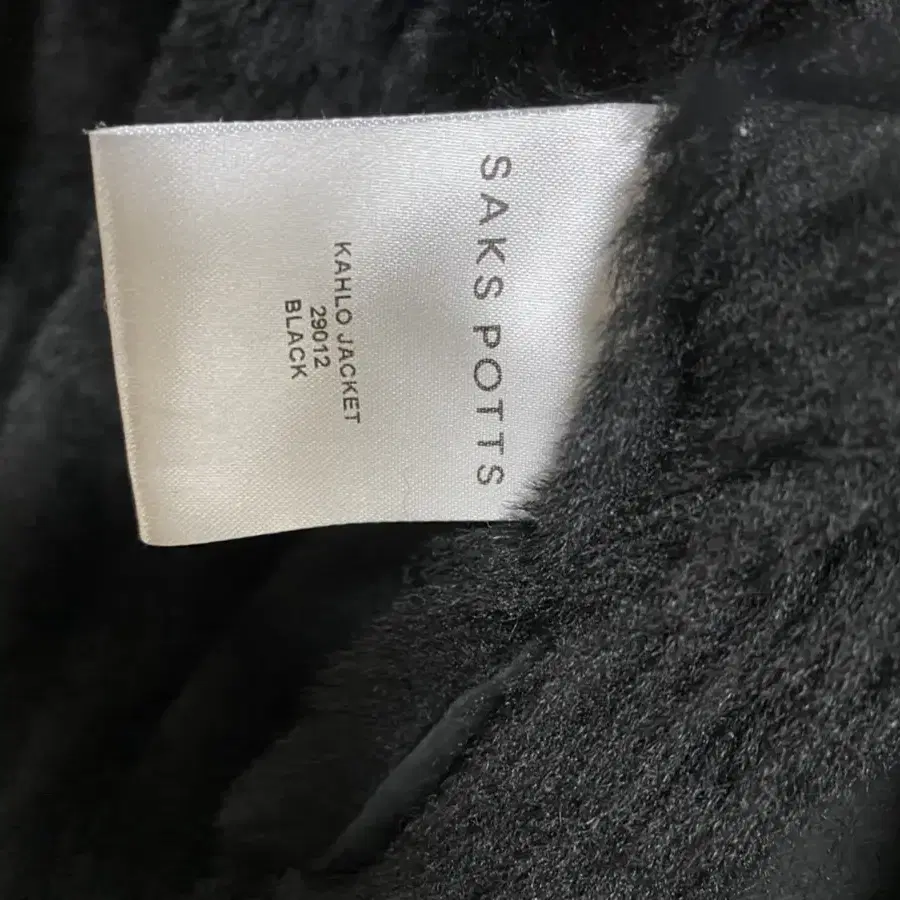 SAKS POTTS
KAHLO JACKET
29012
BLACK